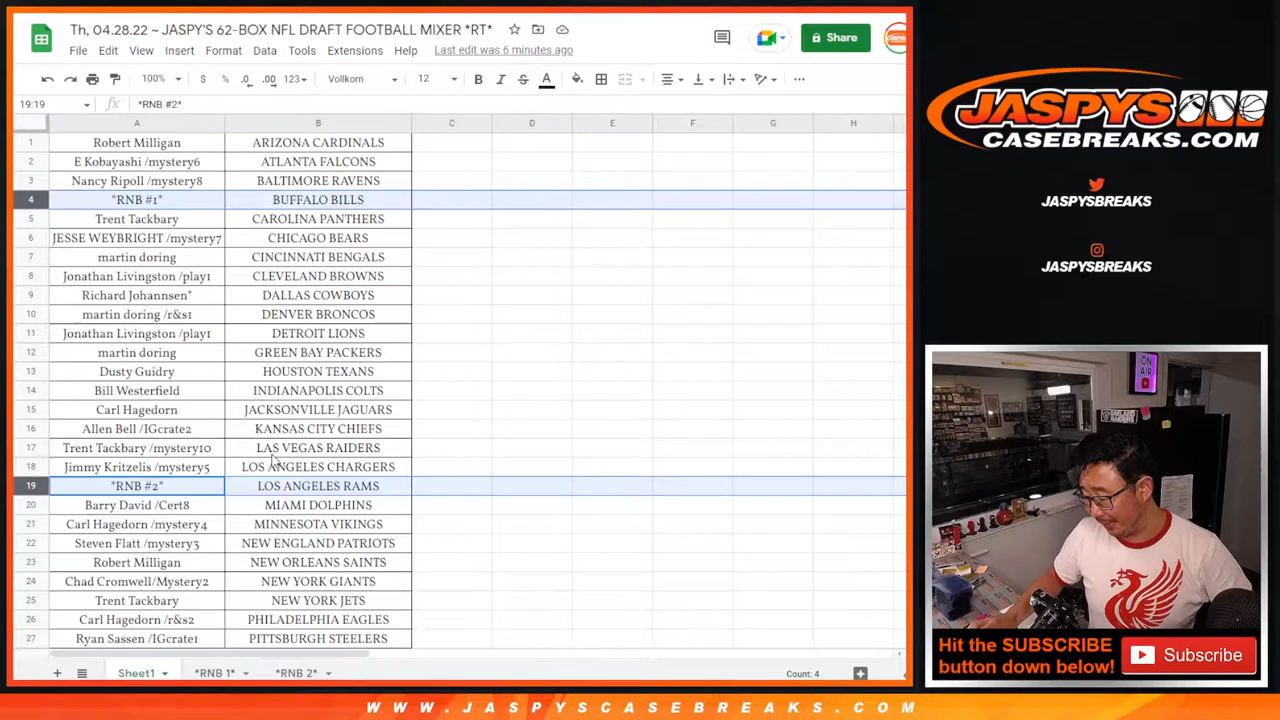 Th, 04.28.22 ~ JASPY'S 62-BOX NFL DRAFT FOOTBALL MIXER *RT*
File Edit View Insert Format Data Tools Extensions Help Last edit was 6 minutes ago
Share
100% $ % .0 .00 123 Vollkorn 12 B I S A
19:19 fx *RNB #2*
A B C D E F G H
1 Robert Milligan ARIZONA CARDINALS
2 E Kobayashi /mystery6 ATLANTA FALCONS
3 Nancy Ripoll /mystery8 BALTIMORE RAVENS
4 *RNB #1* BUFFALO BILLS
5 Trent Tackbary CAROLINA PANTHERS
6 JESSE WEYBRIGHT /mystery7 CHICAGO BEARS
7 martin doring CINCINNATI BENGALS
8 Jonathan Livingston /play1 CLEVELAND BROWNS
9 Richard Johannsen* DALLAS COWBOYS
10 martin doring /r&s1 DENVER BRONCOS
11 Jonathan Livingston /play1 DETROIT LIONS
12 martin doring GREEN BAY PACKERS
13 Dusty Guidry HOUSTON TEXANS
14 Bill Westerfield INDIANAPOLIS COLTS
15 Carl Hagedorn JACKSONVILLE JAGUARS
16 Allen Bell /IGcrate2 KANSAS CITY CHIEFS
17 Trent Tackbary /mystery10 LAS VEGAS RAIDERS
18 Jimmy Kritzelis /mystery5 LOS ANGELES CHARGERS
19 *RNB #2* LOS ANGELES RAMS
20 Barry David /Cert8 MIAMI DOLPHINS
21 Carl Hagedorn /mystery4 MINNESOTA VIKINGS
22 Steven Flatt /mystery3 NEW ENGLAND PATRIOTS
23 Robert Milligan NEW ORLEANS SAINTS
24 Chad Cromwell/Mystery2 NEW YORK GIANTS
25 Trent Tackbary NEW YORK JETS
26 Carl Hagedorn /r&s2 PHILADELPHIA EAGLES
27 Ryan Sassen /IGcrate1 PITTSBURGH STEELERS
Sheet1 *RNB 1* *RNB 2* Count: 4
JASPYS
CASEBREAKS.COM
JASPYSBREAKS
JASPYSBREAKS
ON
AIR
Hit the SUBSCRIBE
button down below!
Subscribe
WWW.JASPYSCASEBREAKS.COM